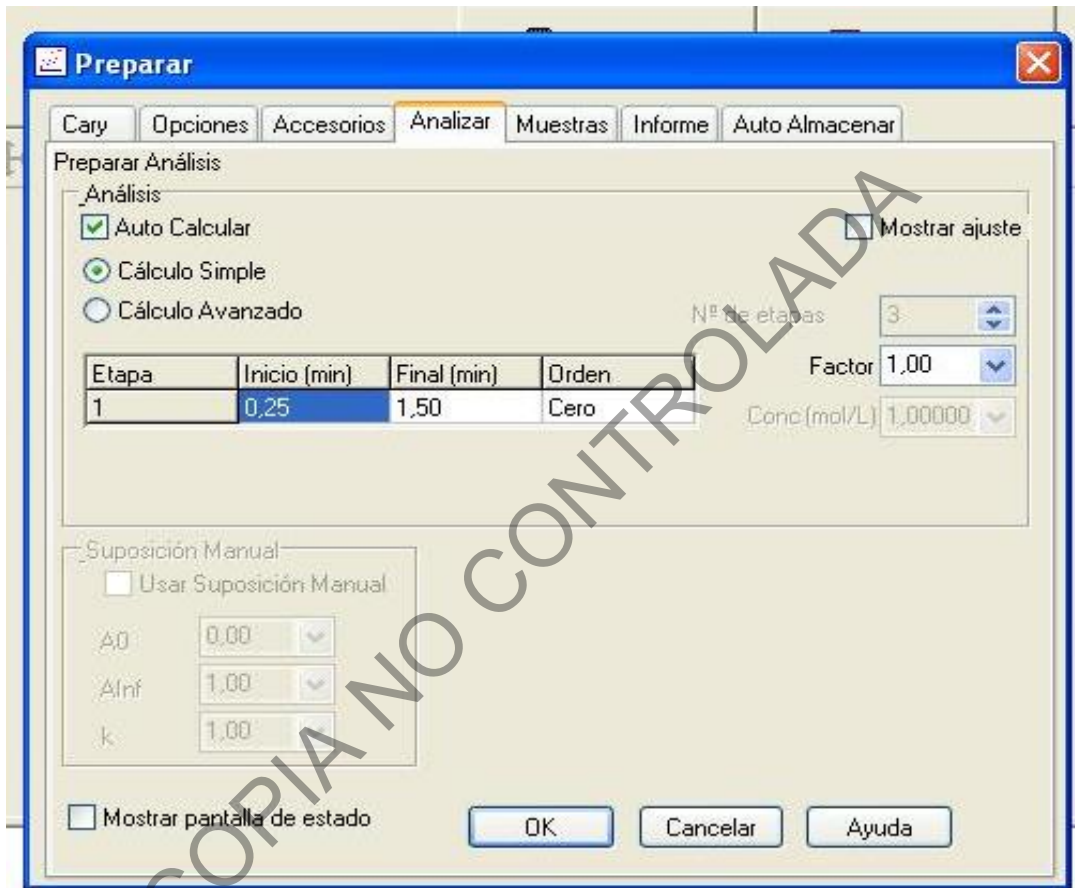 Preparar
Cary Opciones Accesorios Analizar Muestras Informe Auto Almacenar
Preparar Análisis
Análisis
Auto Calcular
Mostrar ajuste
Cálculo Simple
Cálculo Avanzado
Nº de etapas 3
Factor 1,00
Conc (mol/L) 1,00000
Etapa Inicio (min) Final (min) Orden
1 0,25 1,50 Cero
Suposición Manual
Usar Suposición Manual
A0 0,00
AInf 1,00
k 1,00
Mostrar pantalla de estado
OK Cancelar Ayuda
COPIA NO CONTROLADA